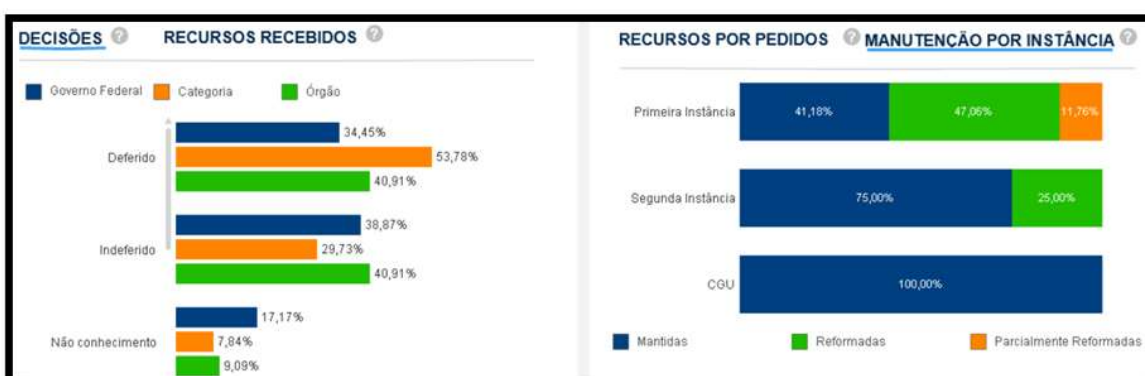 DECISÕES ? RECURSOS RECEBIDOS ?
Governo Federal Categoria Órgão
Deferido
34,45%
53,78%
40,91%
Indeferido
38,87%
29,73%
40,91%
Não conhecimento
17,17%
7,84%
9,09%
RECURSOS POR PEDIDOS ? MANUTENÇÃO POR INSTÂNCIA ?
Primeira Instância 41,18% 47,06% 11,76%
Segunda Instância 75,00% 25,00%
CGU 100,00%
Mantidas Reformadas Parcialmente Reformadas